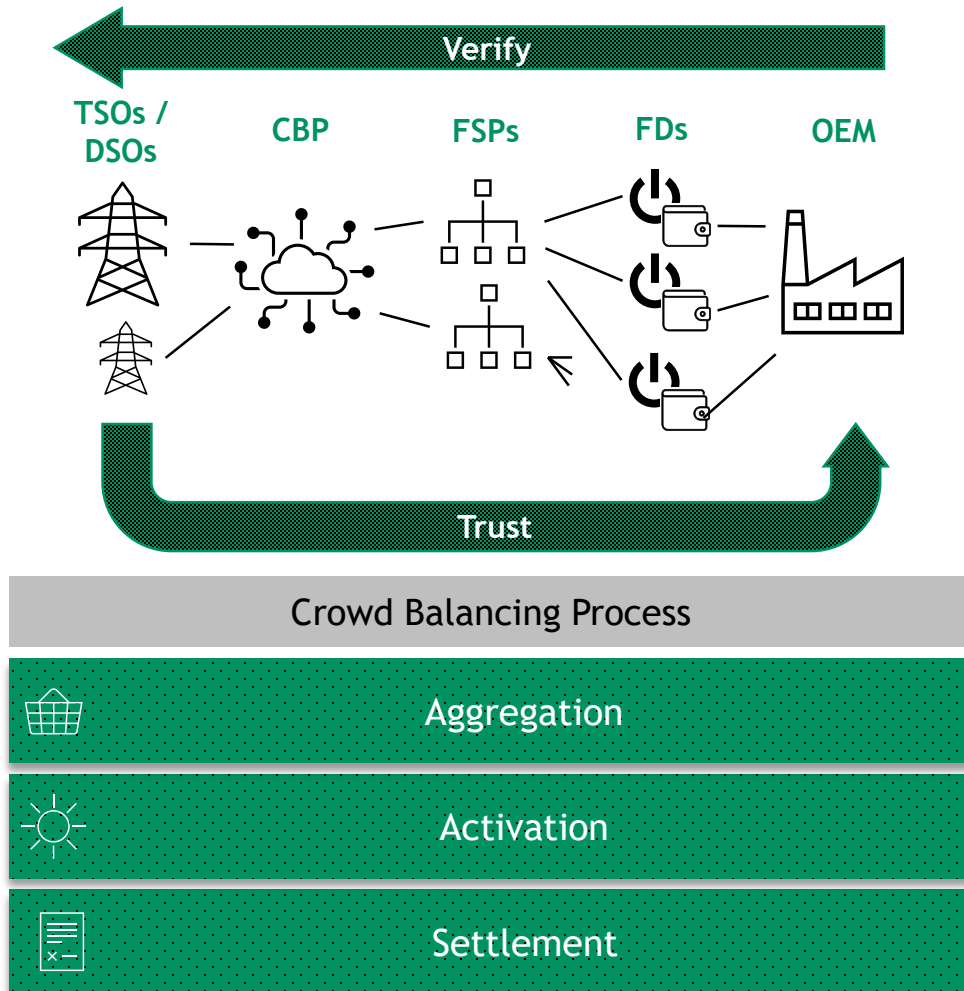 Verify
TSOs /
DSOs
CBP
FSPs
FDs
OEM
Trust
Crowd Balancing Process
Aggregation
Activation
Settlement